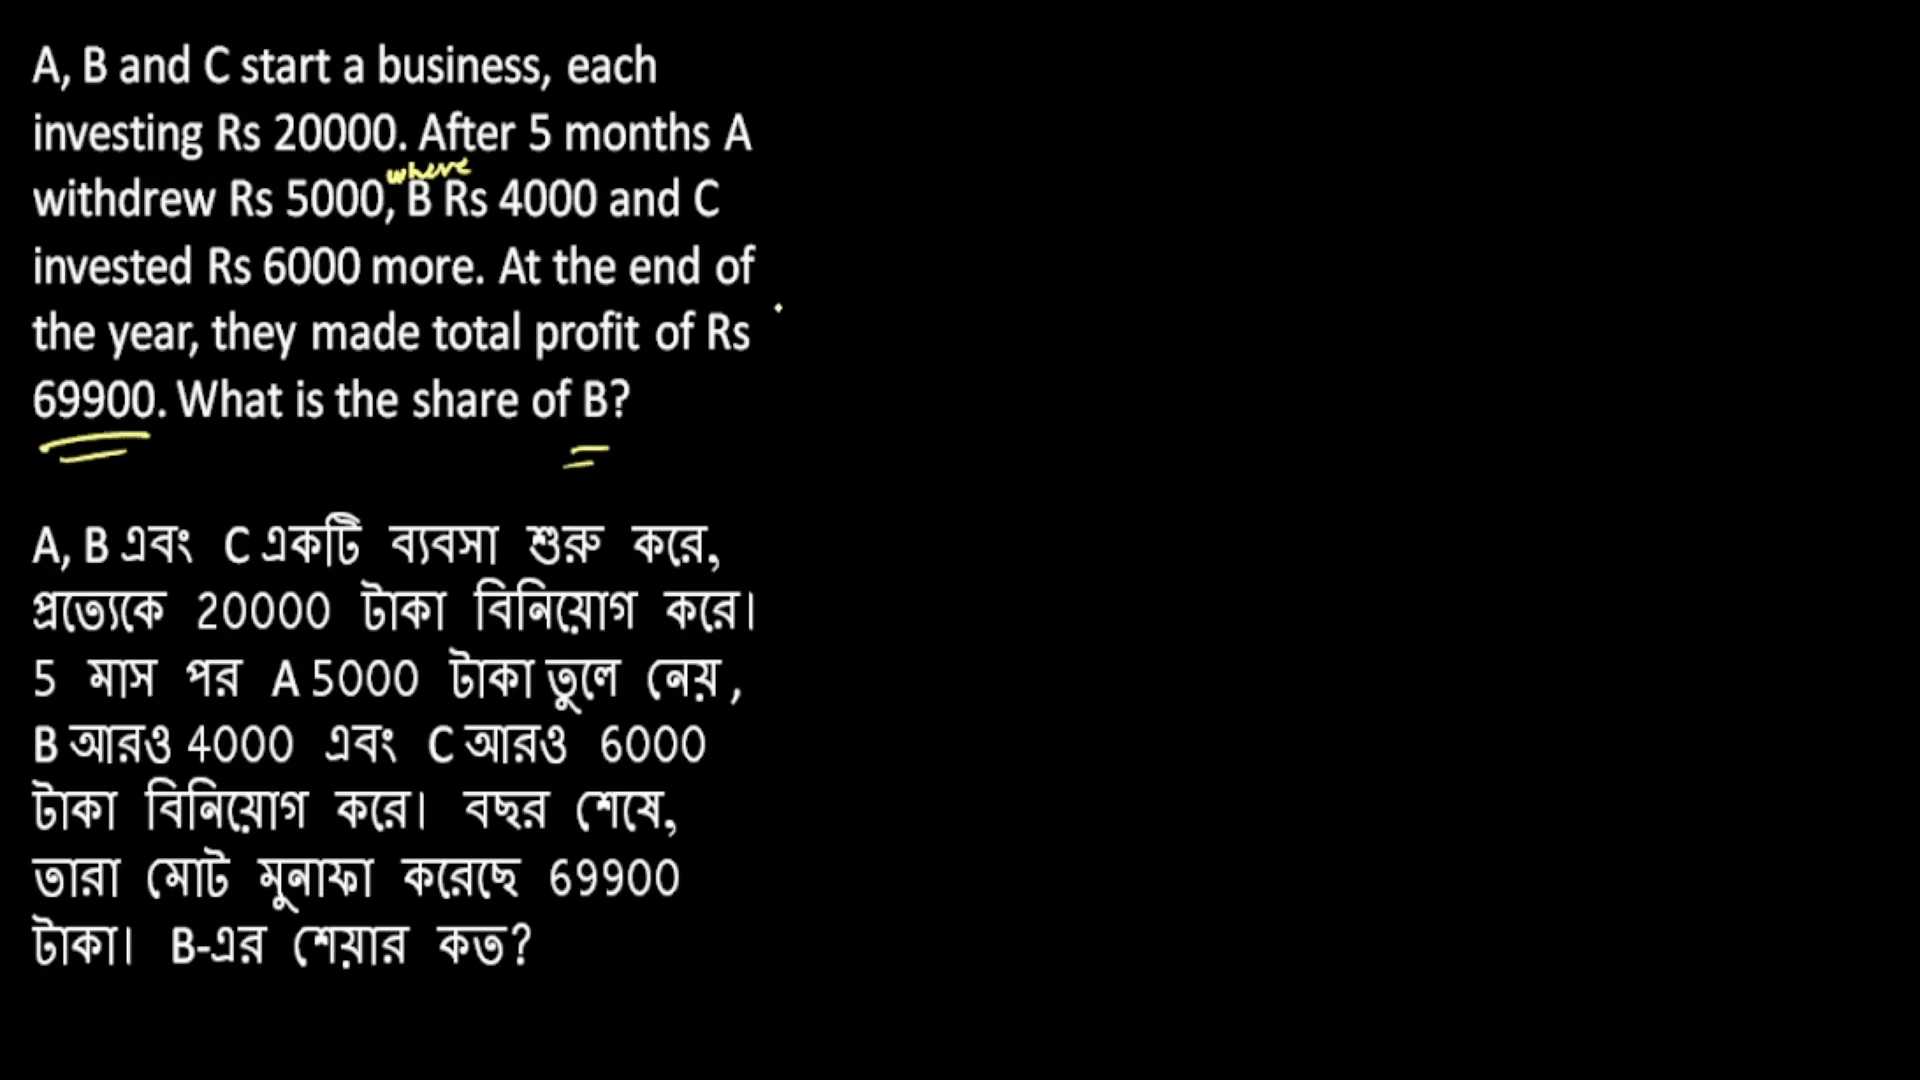 A, B and C start a business, each
investing Rs 20000. After 5 months A
where
withdrew Rs 5000, B Rs 4000 and C
invested Rs 6000 more. At the end of
the year, they made total profit of Rs
69900. What is the share of B?
A, B এবং C একটি ব্যবসা শুরু করে,
প্রত্যেকে 20000 টাকা বিনিয়োগ করে।
5 মাস পর A 5000 টাকা তুলে নেয়,
B আরও 4000 এবং C আরও 6000
টাকা বিনিয়োগ করে। বছর শেষে,
তারা মোট মুনাফা করেছে 69900
টাকা। B-এর শেয়ার কত?